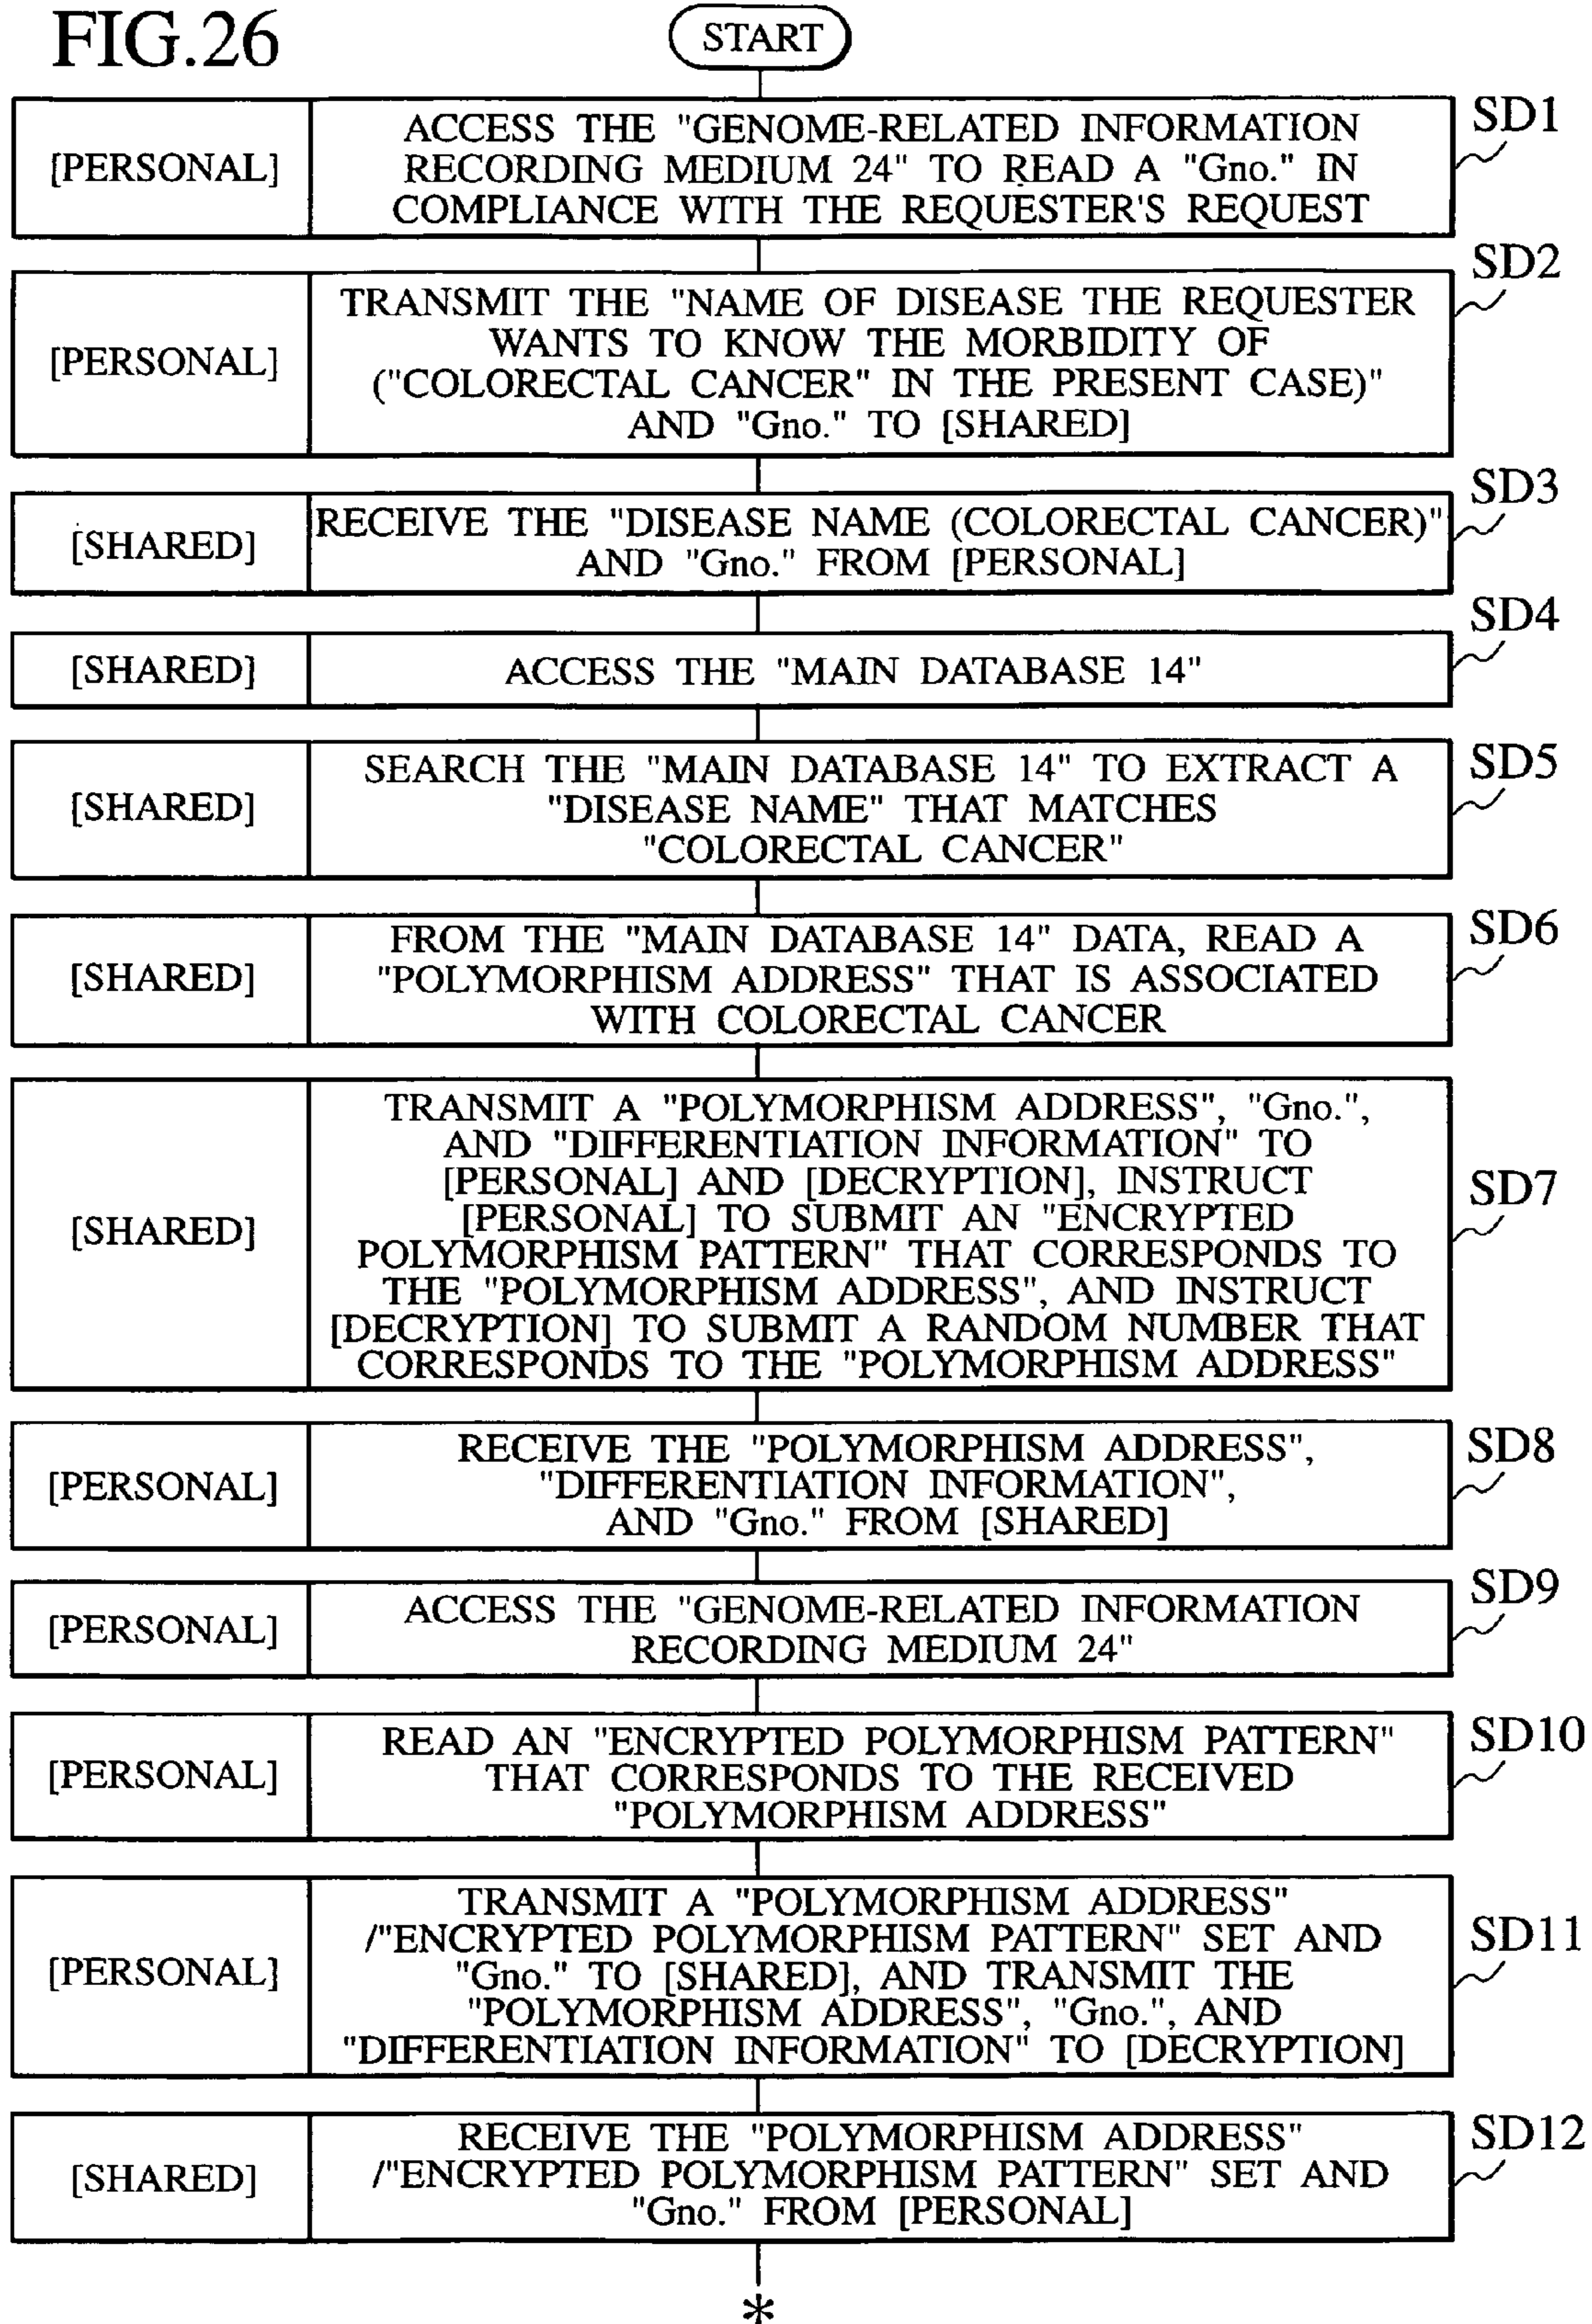 FIG.26
START
SD1
[PERSONAL]
ACCESS THE "GENOME-RELATED INFORMATION
RECORDING MEDIUM 24" TO READ A "Gno." IN
COMPLIANCE WITH THE REQUESTER'S REQUEST
SD2
[PERSONAL]
TRANSMIT THE "NAME OF DISEASE THE REQUESTER
WANTS TO KNOW THE MORBIDITY OF
("COLORECTAL CANCER" IN THE PRESENT CASE)"
AND "Gno." TO [SHARED]
SD3
[SHARED]
RECEIVE THE "DISEASE NAME (COLORECTAL CANCER)"
AND "Gno." FROM [PERSONAL]
SD4
[SHARED]
ACCESS THE "MAIN DATABASE 14"
SD5
[SHARED]
SEARCH THE "MAIN DATABASE 14" TO EXTRACT A
"DISEASE NAME" THAT MATCHES
"COLORECTAL CANCER"
SD6
[SHARED]
FROM THE "MAIN DATABASE 14" DATA, READ A
"POLYMORPHISM ADDRESS" THAT IS ASSOCIATED
WITH COLORECTAL CANCER
SD7
[SHARED]
TRANSMIT A "POLYMORPHISM ADDRESS", "Gno.",
AND "DIFFERENTIATION INFORMATION" TO
[PERSONAL] AND [DECRYPTION], INSTRUCT
[PERSONAL] TO SUBMIT AN "ENCRYPTED
POLYMORPHISM PATTERN" THAT CORRESPONDS TO
THE "POLYMORPHISM ADDRESS", AND INSTRUCT
[DECRYPTION] TO SUBMIT A RANDOM NUMBER THAT
CORRESPONDS TO THE "POLYMORPHISM ADDRESS"
SD8
[PERSONAL]
RECEIVE THE "POLYMORPHISM ADDRESS",
"DIFFERENTIATION INFORMATION",
AND "Gno." FROM [SHARED]
SD9
[PERSONAL]
ACCESS THE "GENOME-RELATED INFORMATION
RECORDING MEDIUM 24"
SD10
[PERSONAL]
READ AN "ENCRYPTED POLYMORPHISM PATTERN"
THAT CORRESPONDS TO THE RECEIVED
"POLYMORPHISM ADDRESS"
SD11
[PERSONAL]
TRANSMIT A "POLYMORPHISM ADDRESS"
/"ENCRYPTED POLYMORPHISM PATTERN" SET AND
"Gno." TO [SHARED], AND TRANSMIT THE
"POLYMORPHISM ADDRESS", "Gno.", AND
"DIFFERENTIATION INFORMATION" TO [DECRYPTION]
SD12
[SHARED]
RECEIVE THE "POLYMORPHISM ADDRESS"
/"ENCRYPTED POLYMORPHISM PATTERN" SET AND
"Gno." FROM [PERSONAL]
*